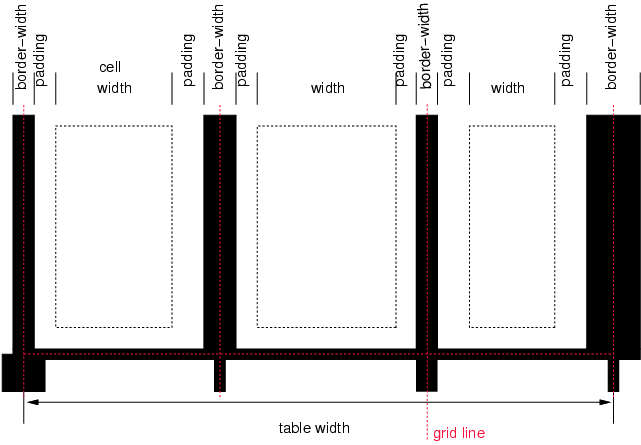 border-width
padding
cell
width
padding
border-width
padding
width
padding
border-width
padding
width
padding
border-width
table width
grid line